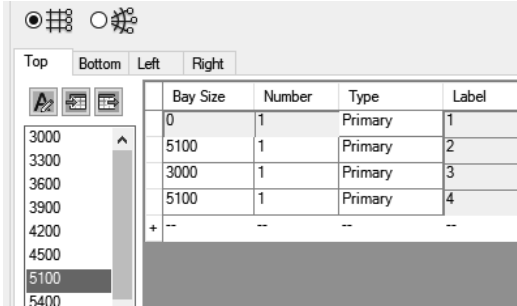 Top Bottom Left Right
Bay Size Number Type Label
0 1 Primary 1
5100 1 Primary 2
3000 1 Primary 3
5100 1 Primary 4
+ -- -- -- --
3000
3300
3600
3900
4200
4500
5100
5400